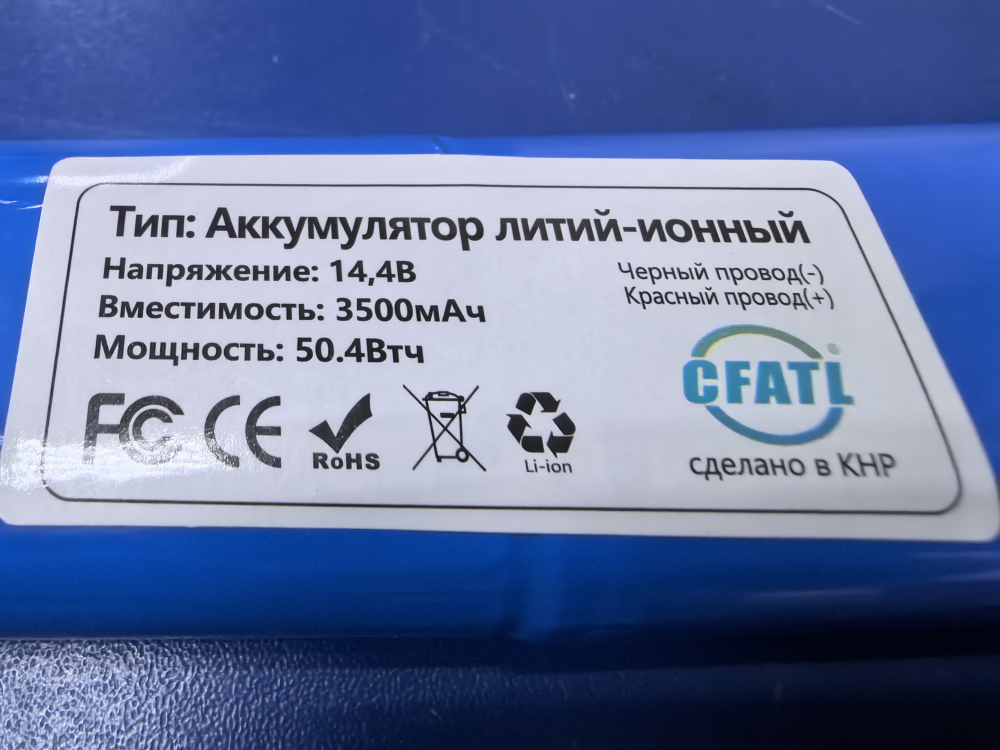 Тип: Аккумулятор литий-ионный
Напряжение: 14,4В
Вместимость: 3500мАч
Мощность: 50.4Втч
Черный провод(-)
Красный провод(+)
CFATL®
FC CE RoHS Li-ion
сделано в КНР